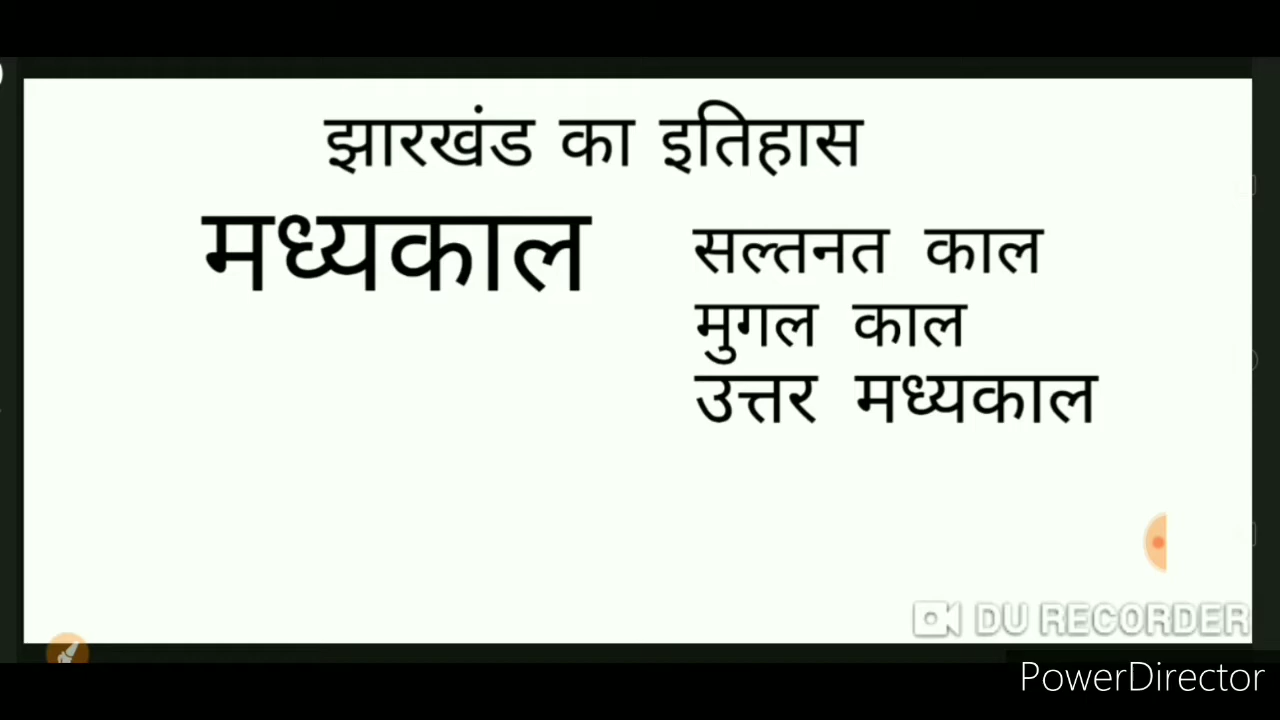 झारखंड का इतिहास
मध्यकाल
सल्तनत काल
मुगल काल
उत्तर मध्यकाल
DU RECORDER
PowerDirector